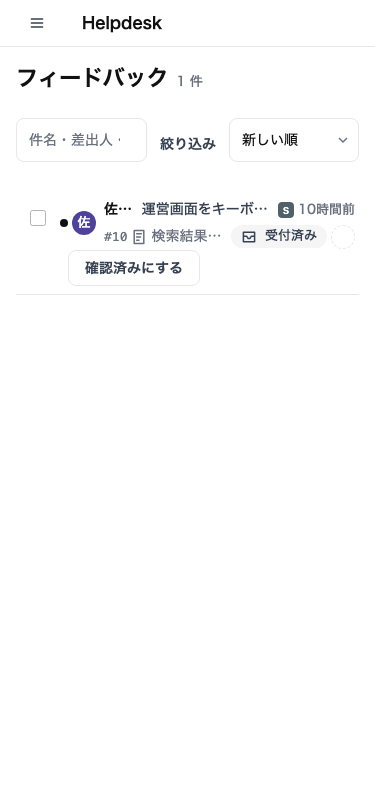 Helpdesk
フィードバック 1 件
件名・差出人・
絞り込み
新しい順
佐… 運営画面をキーボ… S 10時間前
佐
#10 検索結果… 受付済み
確認済みにする